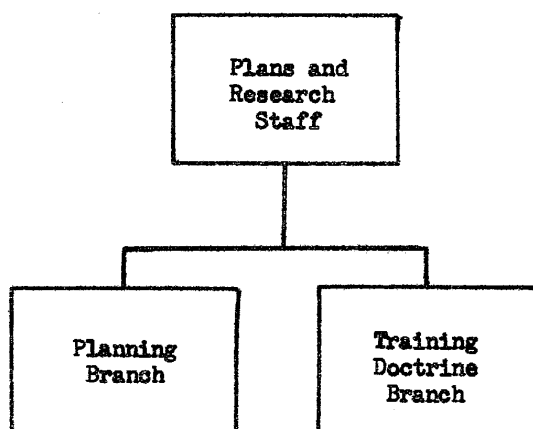 Plans and
Research
Staff
Planning
Branch
Training
Doctrine
Branch